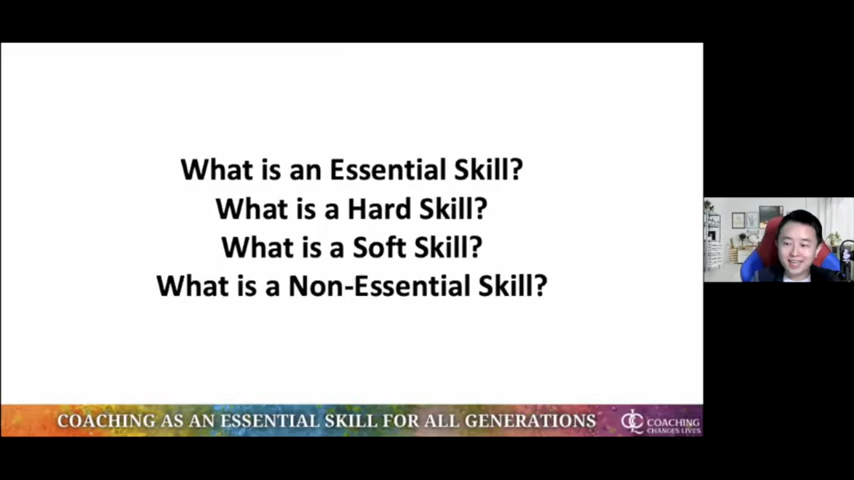 What is an Essential Skill?
What is a Hard Skill?
What is a Soft Skill?
What is a Non-Essential Skill?
COACHING AS AN ESSENTIAL SKILL FOR ALL GENERATIONS
COACHING
CHANGES LIVES